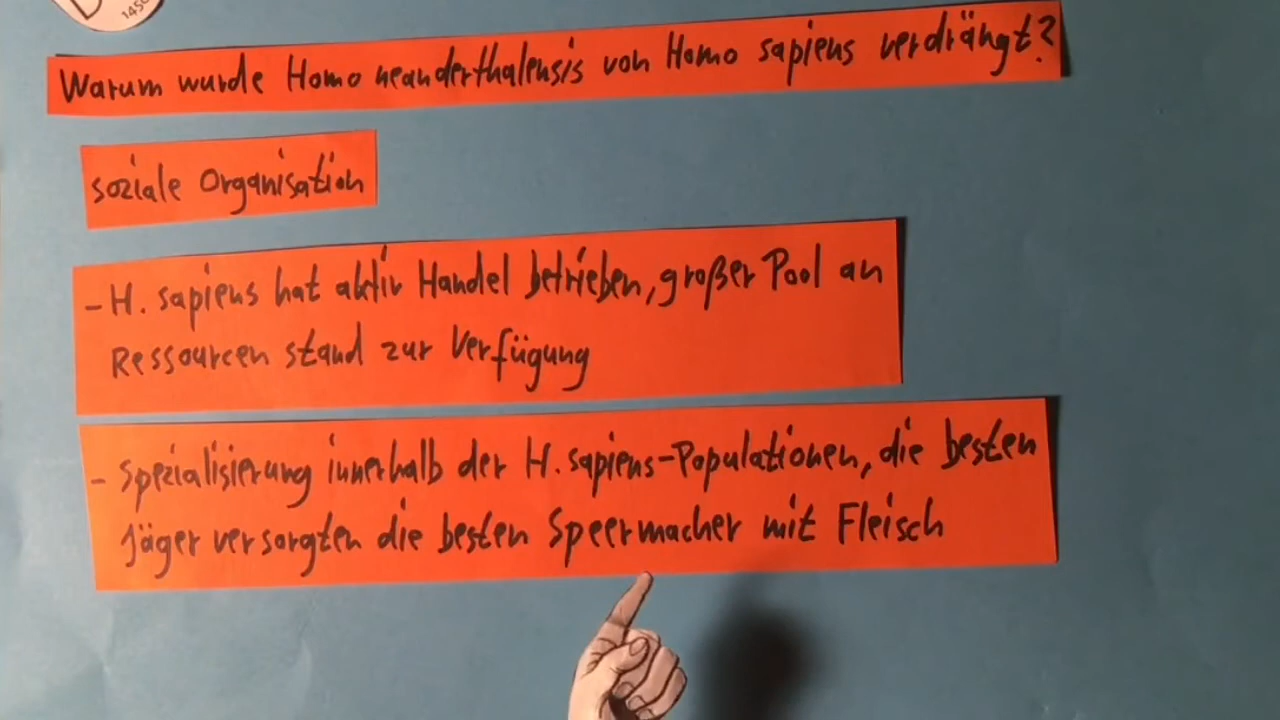 1450
Warum wurde Homo neanderthalensis von Homo sapiens verdrängt?
soziale Organisation
- H. sapiens hat aktiv Handel betrieben, großer Pool an
Ressourcen stand zur Verfügung
- Spezialisierung innerhalb der H. sapiens-Populationen, die besten
Jäger versorgten die besten Speermacher mit Fleisch